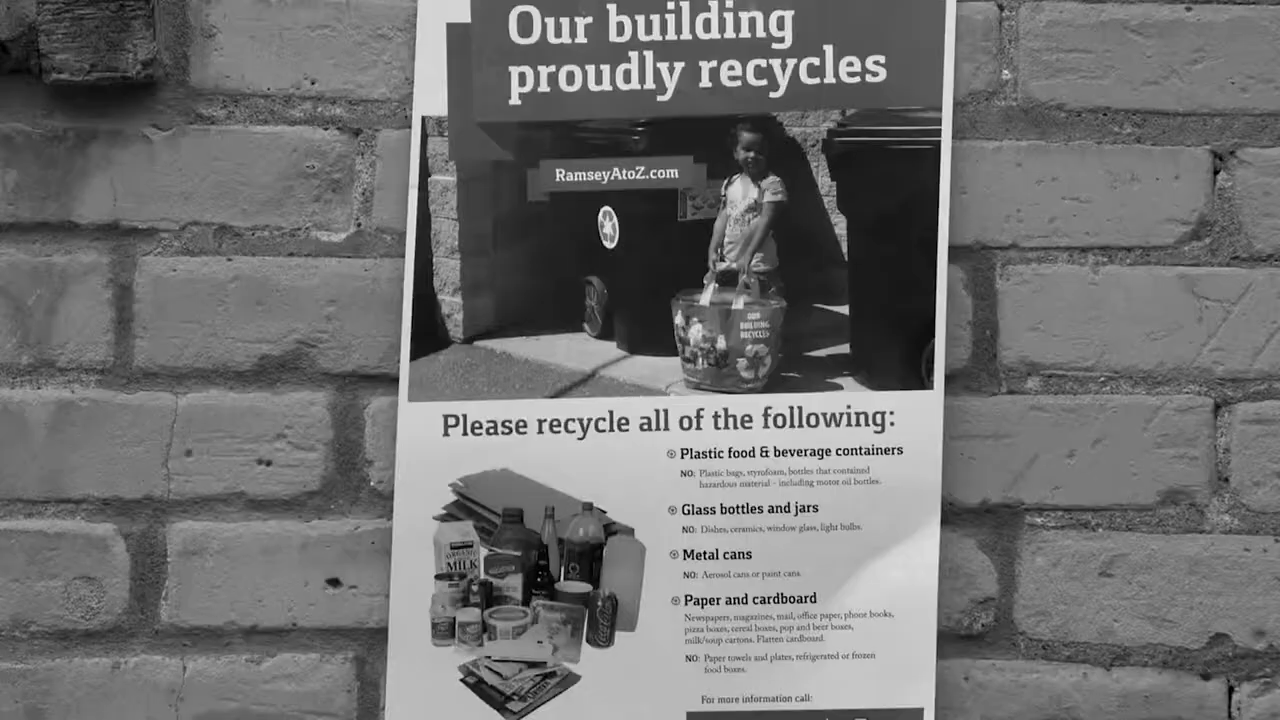 Our building
proudly recycles
RamseyAtoZ.com
OUR
BUILDING
RECYCLES
Please recycle all of the following:
Plastic food & beverage containers
NO: Plastic bags, styrofoam, bottles that contained
hazardous material - including motor oil bottles.
Glass bottles and jars
NO: Dishes, ceramics, window glass, light bulbs.
Metal cans
NO: Aerosol cans or paint cans.
Paper and cardboard
Newspapers, magazines, mail, office paper, phone books,
pizza boxes, cereal boxes, pop and beer boxes,
milk/soup cartons. Flatten cardboard.
NO: Paper towels and plates, refrigerated or frozen
food boxes.
For more information call:
ORGANIC
MILK
Coca-Cola